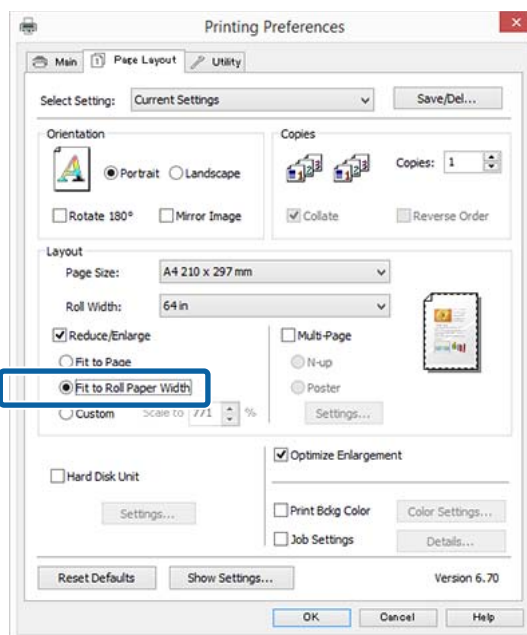 Printing Preferences
Main Page Layout Utility
Select Setting: Current Settings Save/Del...
Orientation
Portrait Landscape
Rotate 180° Mirror Image
Copies
Copies: 1
Collate Reverse Order
Layout
Page Size: A4 210 x 297 mm
Roll Width: 64 in
Reduce/Enlarge
Fit to Page
Fit to Roll Paper Width
Custom Scale to 771 %
Multi-Page
N-up
Poster
Settings...
Hard Disk Unit
Settings...
Optimize Enlargement
Print Bckg Color Color Settings...
Job Settings Details...
Reset Defaults Show Settings... Version 6.70
OK Cancel Help